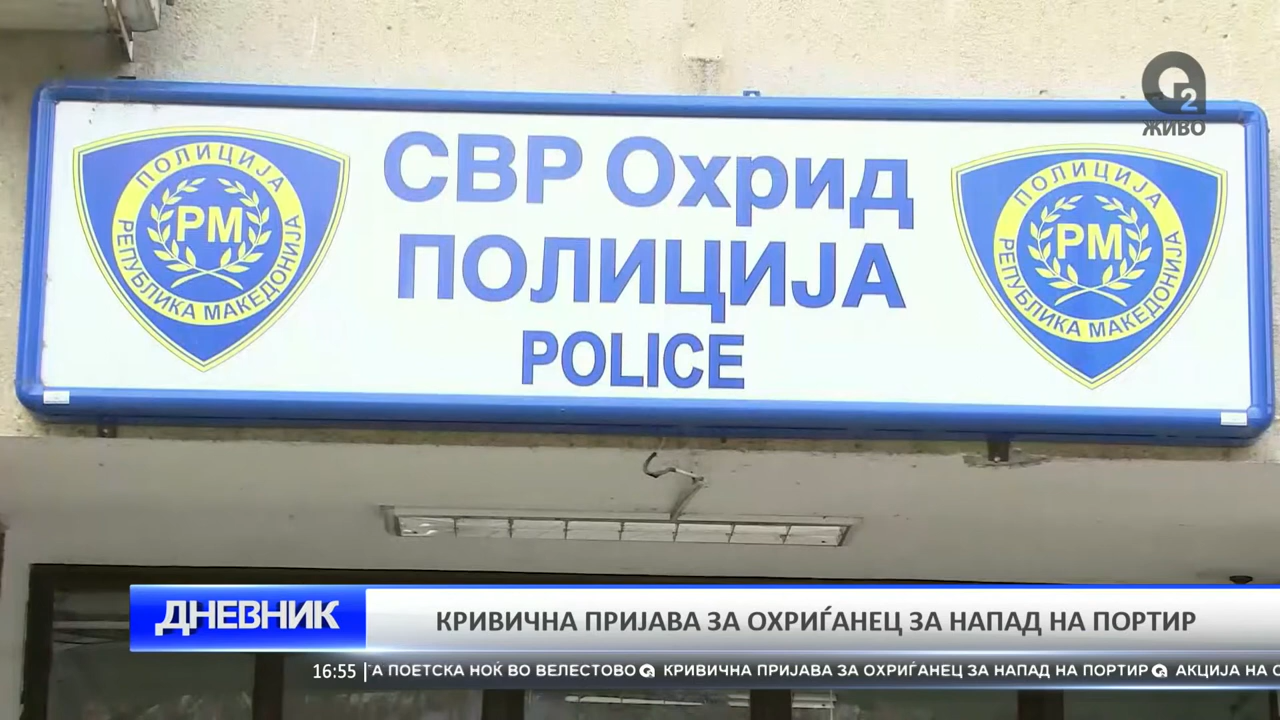 2
ЖИВО
СВР Охрид
ПОЛИЦИЈА
POLICE
ПОЛИЦИЈА
РМ
РЕПУБЛИКА МАКЕДОНИЈА
ПОЛИЦИЈА
РМ
РЕПУБЛИКА МАКЕДОНИЈА
ДНЕВНИК
КРИВИЧНА ПРИЈАВА ЗА ОХРИЃАНЕЦ ЗА НАПАД НА ПОРТИР
16:55 ТА ПОЕТСКА НОЌ ВО ВЕЛЕСТОВО КРИВИЧНА ПРИЈАВА ЗА ОХРИЃАНЕЦ ЗА НАПАД НА ПОРТИР АКЦИЈА НА